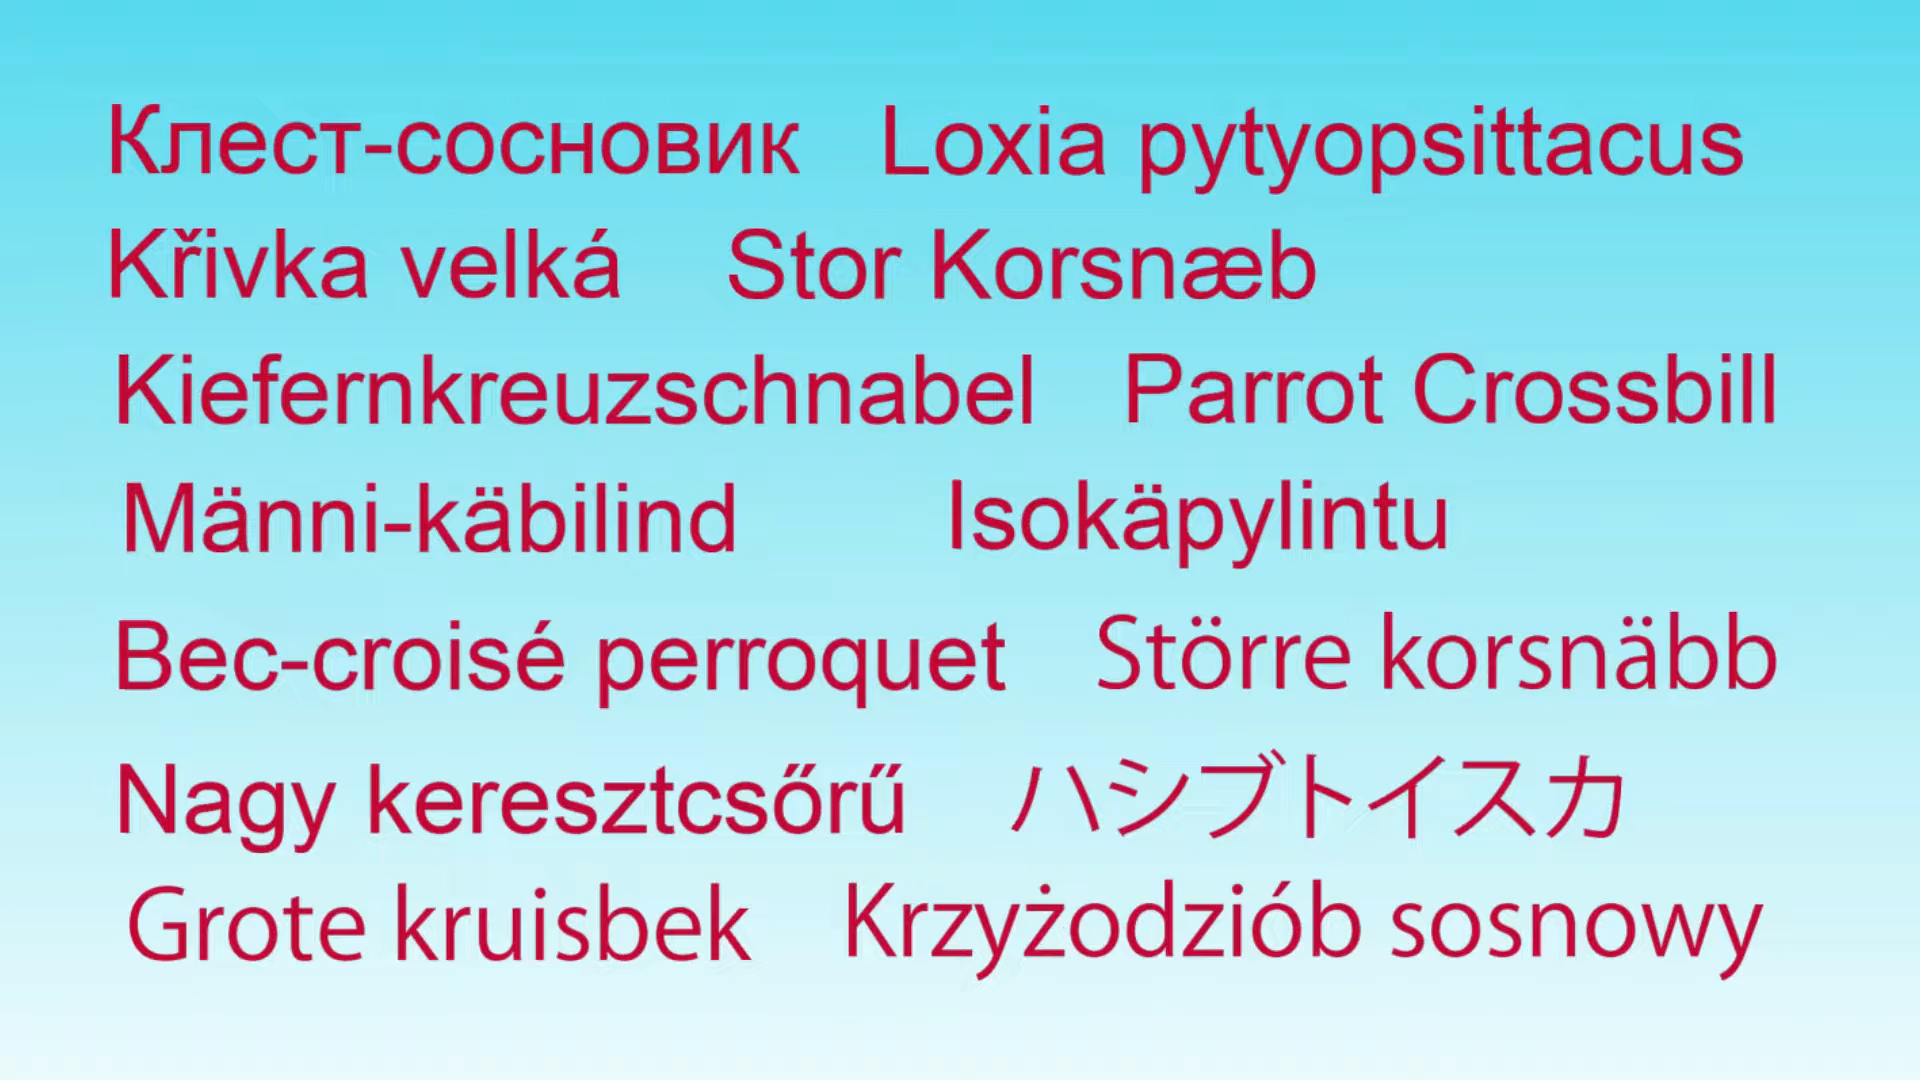 Клест-сосновик Loxia pytyopsittacus
Křivka velká Stor Korsnæb
Kiefernkreuzschnabel Parrot Crossbill
Männi-käbilind Isokäpylintu
Bec-croisé perroquet Större korsnäbb
Nagy keresztcsőrű ハシブトイスカ
Grote kruisbek Krzyżodziób sosnowy